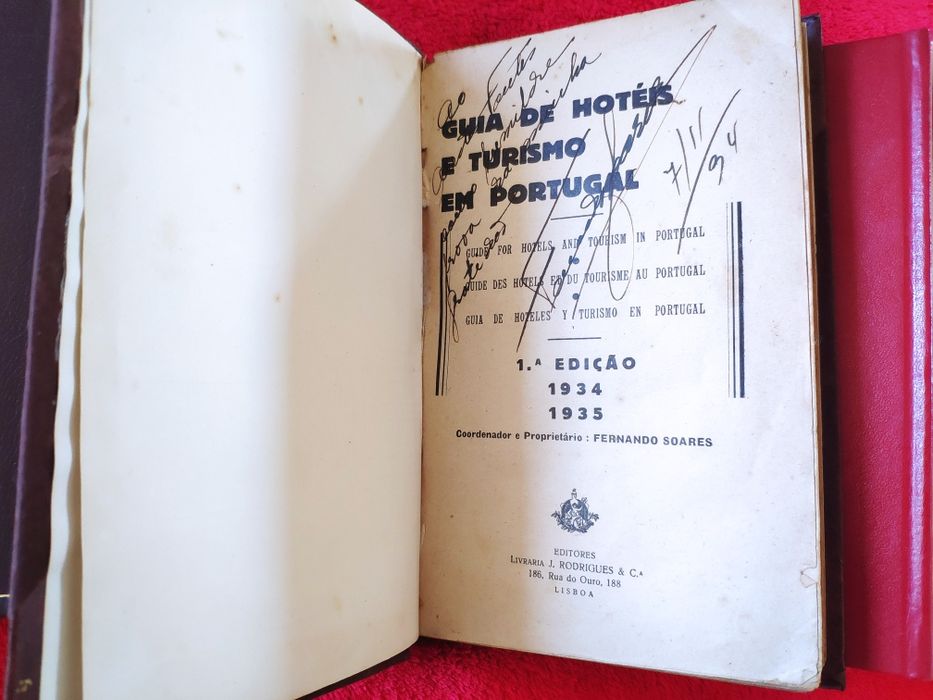 GUIA DE HOTÉIS
E TURISMO
EM PORTUGAL
GUIDE FOR HOTELS AND TOURISM IN PORTUGAL
GUIDE DES HOTELS ET DU TOURISME AU PORTUGAL
GUIA DE HOTELES Y TURISMO EN PORTUGAL
1.ª EDIÇÃO
1934
1935
Coordenador e Proprietário : FERNANDO SOARES
EDITORES
LIVRARIA J. RODRIGUES & C.ª
186, Rua do Ouro, 188
LISBOA
Ao
7/11/94